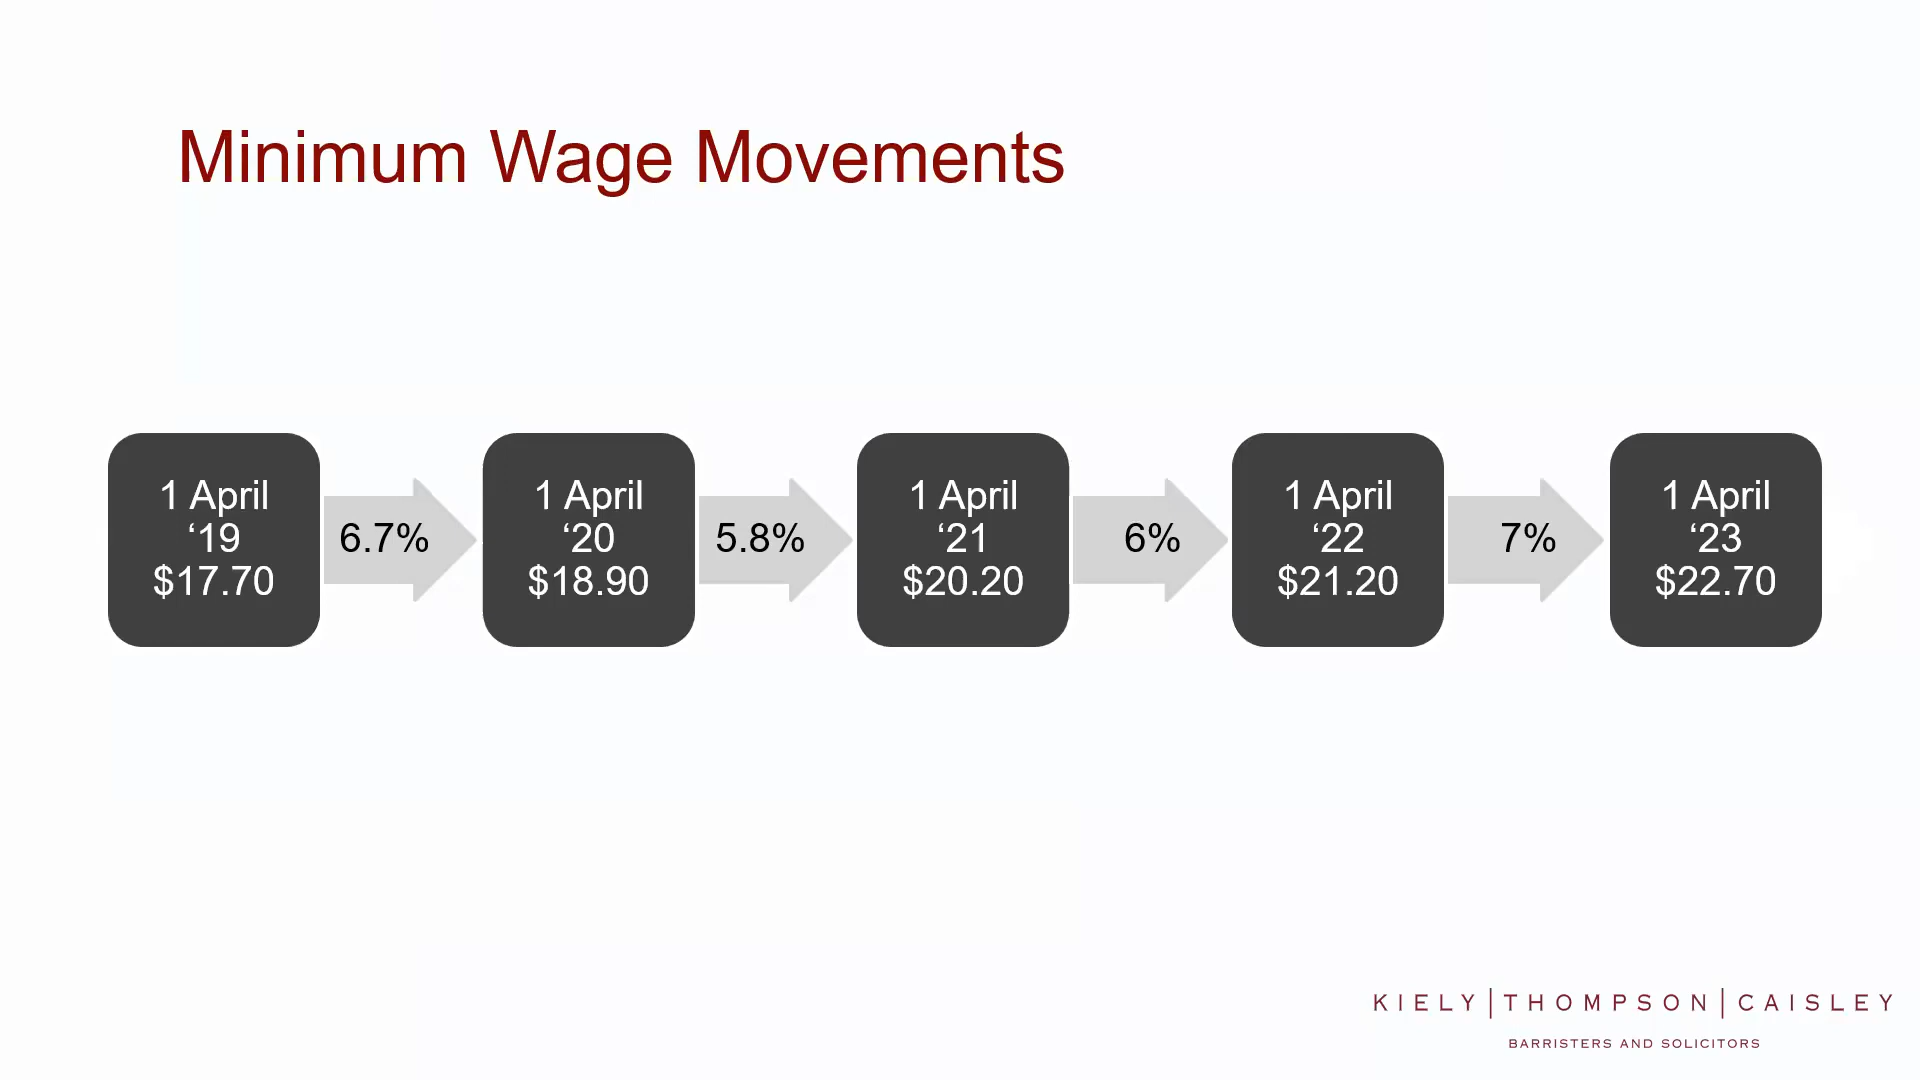 Minimum Wage Movements
1 April
‘19
$17.70
6.7%
1 April
‘20
$18.90
5.8%
1 April
‘21
$20.20
6%
1 April
‘22
$21.20
7%
1 April
‘23
$22.70
KIELY|THOMPSON|CAISLEY
BARRISTERS AND SOLICITORS